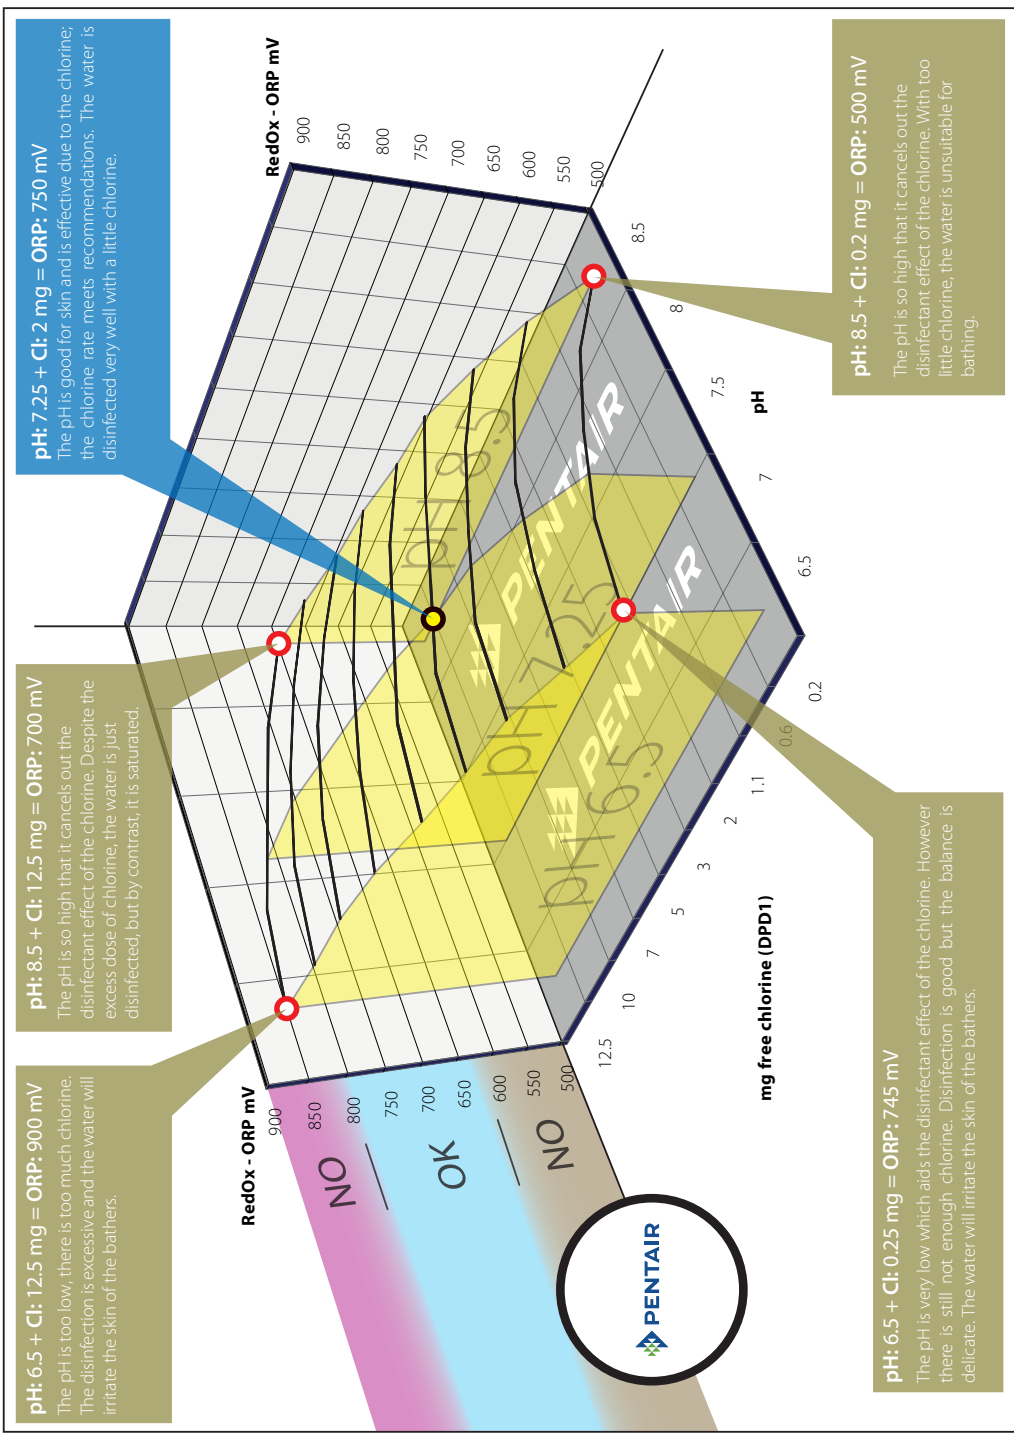 pH: 6.5 + Cl: 12.5 mg = ORP: 900 mV
The pH is too low, there is too much chlorine.
The disinfection is excessive and the water will
irritate the skin of the bathers.
pH: 8.5 + Cl: 12.5 mg = ORP: 700 mV
The pH is so high that it cancels out the
disinfectant effect of the chlorine. Despite the
excess dose of chlorine, the water is just
disinfected, but by contrast, it is saturated.
pH: 7.25 + Cl: 2 mg = ORP: 750 mV
The pH is good for skin and is effective due to the chlorine;
the chlorine rate meets recommendations. The water is
disinfected very well with a little chlorine.
RedOx - ORP mV
900
850
800
750
700
650
600
550
500
NO
OK
NO
RedOx - ORP mV
900
850
800
750
700
650
600
550
500
pH 8.5
pH 7.25
pH 6.5
PENTAIR
PENTAIR
12.5
10
7
5
3
2
1.1
0.6
0.2
mg free chlorine (DPD1)
6.5
7
7.5
8
8.5
pH
PENTAIR
pH: 6.5 + Cl: 0.25 mg = ORP: 745 mV
The pH is very low which aids the disinfectant effect of the chlorine. However
there is still not enough chlorine. Disinfection is good but the balance is
delicate. The water will irritate the skin of the bathers.
pH: 8.5 + Cl: 0.2 mg = ORP: 500 mV
The pH is so high that it cancels out the
disinfectant effect of the chlorine. With too
little chlorine, the water is unsuitable for
bathing.